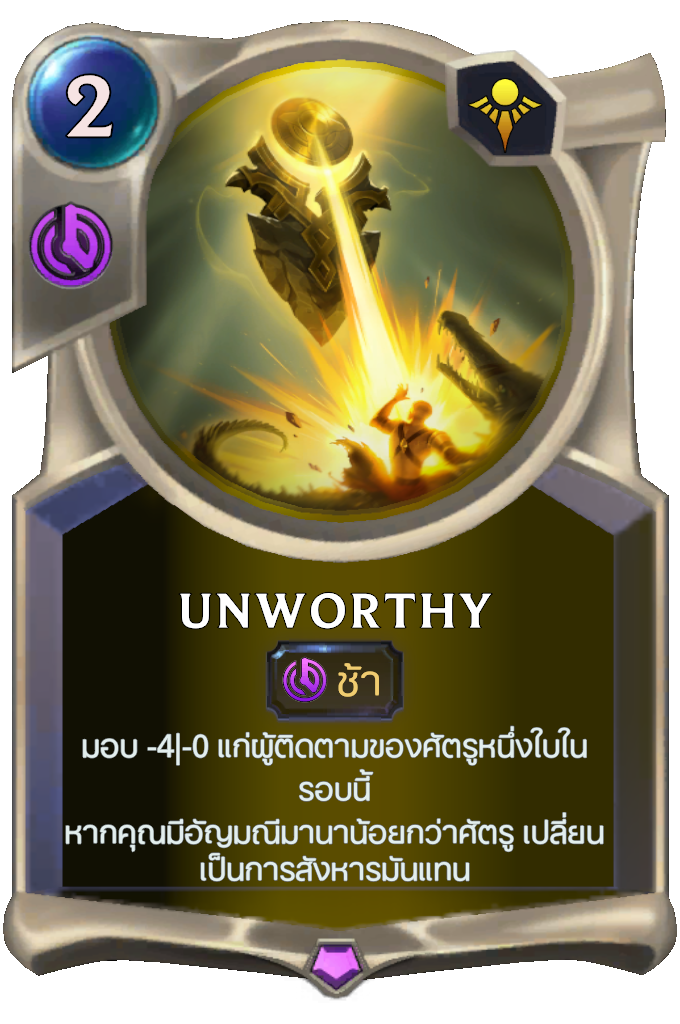 2
UNWORTHY
ช้า
มอบ -4|-0 แก่ผู้ติดตามของศัตรูหนึ่งใบใน
รอบนี้
หากคุณมีอัญมณีมานาน้อยกว่าศัตรู เปลี่ยน
เป็นการสังหารมันแทน